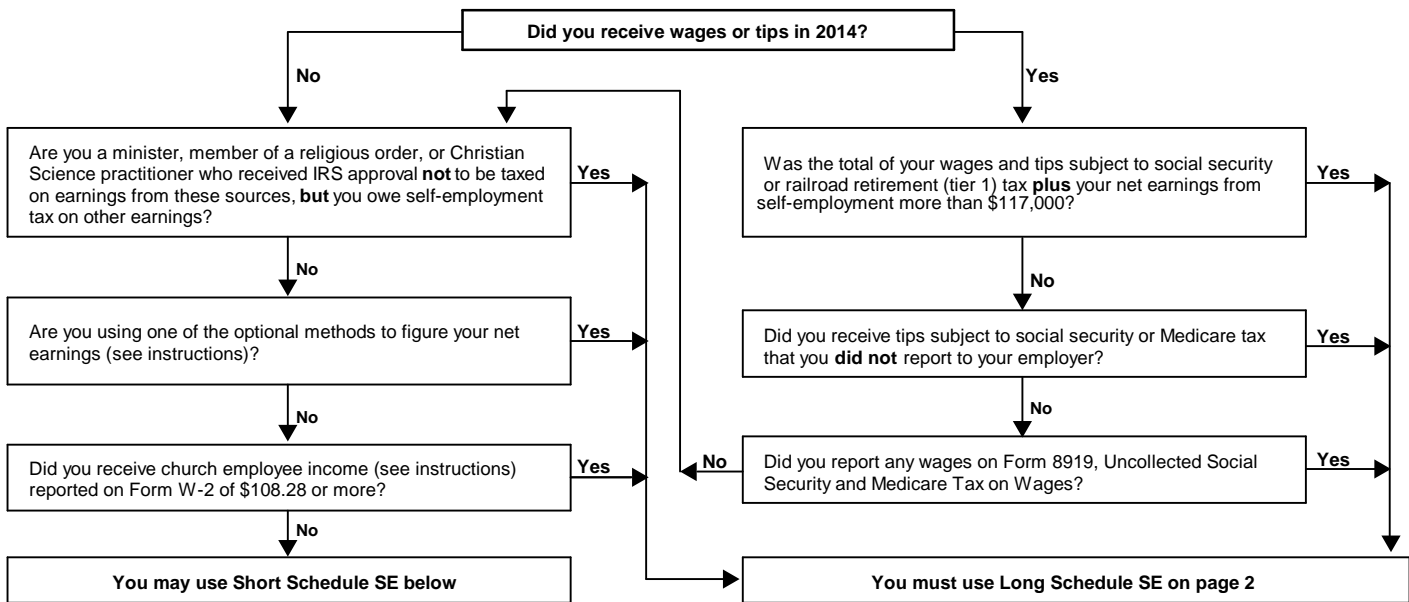 Did you receive wages or tips in 2014?
No
Yes
Are you a minister, member of a religious order, or Christian
Science practitioner who received IRS approval not to be taxed
on earnings from these sources, but you owe self-employment
tax on other earnings?
Yes
Was the total of your wages and tips subject to social security
or railroad retirement (tier 1) tax plus your net earnings from
self-employment more than $117,000?
Yes
No
No
Are you using one of the optional methods to figure your net
earnings (see instructions)?
Yes
Did you receive tips subject to social security or Medicare tax
that you did not report to your employer?
Yes
No
No
Did you receive church employee income (see instructions)
reported on Form W-2 of $108.28 or more?
Yes
No
Did you report any wages on Form 8919, Uncollected Social
Security and Medicare Tax on Wages?
Yes
No
You may use Short Schedule SE below
You must use Long Schedule SE on page 2